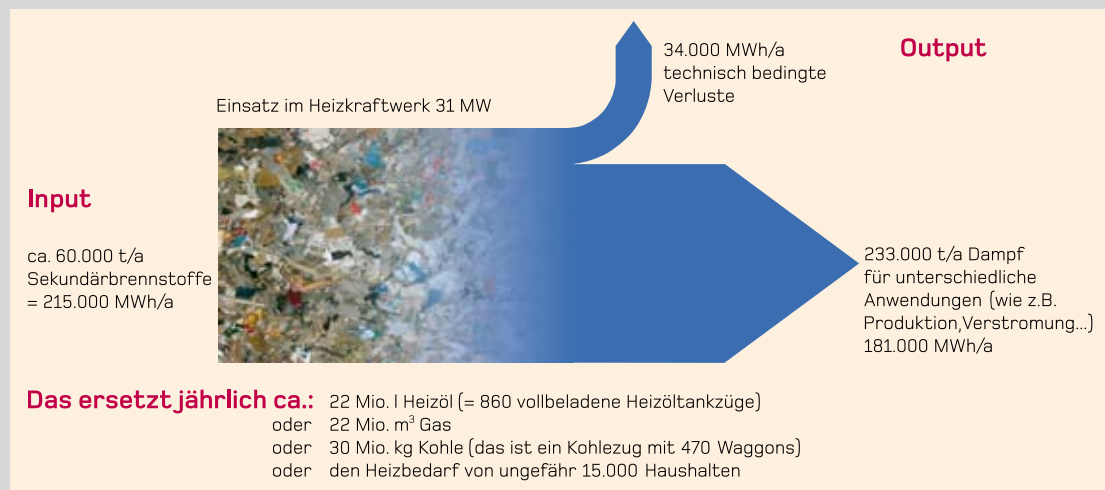 Output
34.000 MWh/a
technisch bedingte
Verluste
Einsatz im Heizkraftwerk 31 MW
Input
ca. 60.000 t/a
Sekundärbrennstoffe
= 215.000 MWh/a
233.000 t/a Dampf
für unterschiedliche
Anwendungen (wie z.B.
Produktion,Verstromung...)
181.000 MWh/a
Das ersetzt jährlich ca.: 22 Mio. l Heizöl (= 860 vollbeladene Heizöltankzüge)
oder 22 Mio. m³ Gas
oder 30 Mio. kg Kohle (das ist ein Kohlezug mit 470 Waggons)
oder den Heizbedarf von ungefähr 15.000 Haushalten